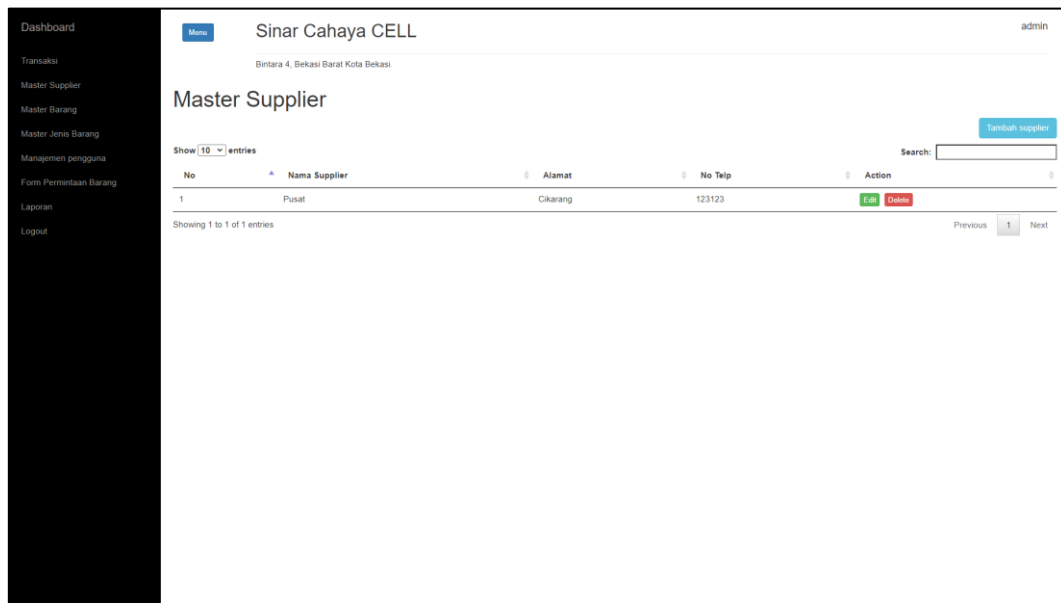 Dashboard
Transaksi
Master Supplier
Master Barang
Master Jenis Barang
Manajemen pengguna
Form Permintaan Barang
Laporan
Logout
Menu
Sinar Cahaya CELL
admin
Bintara 4, Bekasi Barat Kota Bekasi.
Master Supplier
Tambah supplier
Show 10 entries
Search:
No Nama Supplier Alamat No Telp Action
1 Pusat Cikarang 123123 Edit Delete
Showing 1 to 1 of 1 entries
Previous 1 Next